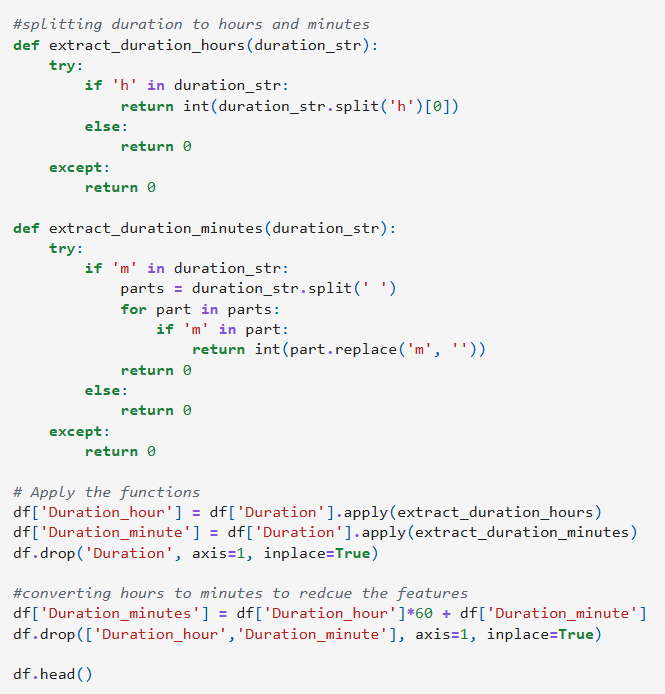 #splitting duration to hours and minutes
def extract_duration_hours(duration_str):
    try:
        if 'h' in duration_str:
            return int(duration_str.split('h')[0])
        else:
            return 0
    except:
        return 0

def extract_duration_minutes(duration_str):
    try:
        if 'm' in duration_str:
            parts = duration_str.split(' ')
            for part in parts:
                if 'm' in part:
                    return int(part.replace('m', ''))
            return 0
        else:
            return 0
    except:
        return 0

# Apply the functions
df['Duration_hour'] = df['Duration'].apply(extract_duration_hours)
df['Duration_minute'] = df['Duration'].apply(extract_duration_minutes)
df.drop('Duration', axis=1, inplace=True)

#converting hours to minutes to redcue the features
df['Duration_minutes'] = df['Duration_hour']*60 + df['Duration_minute']
df.drop(['Duration_hour','Duration_minute'], axis=1, inplace=True)

df.head()